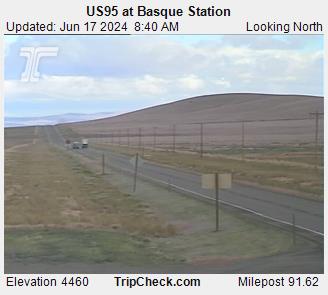 US95 at Basque Station
Updated: Jun 17 2024 8:40 AM Looking North
Elevation 4460 TripCheck.com Milepost 91.62